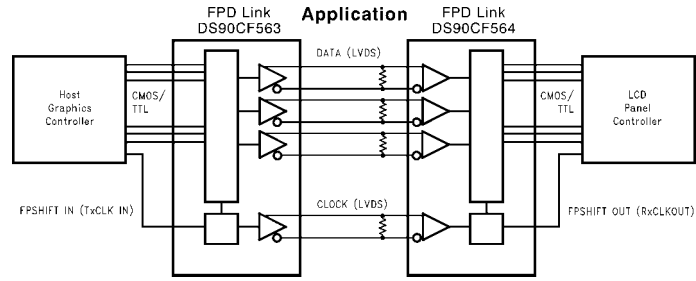 Application
FPD Link
DS90CF563
FPD Link
DS90CF564
DATA (LVDS)
Host
Graphics
Controller
CMOS/
TTL
CMOS/
TTL
LCD
Panel
Controller
FPSHIFT IN (TxCLK IN)
CLOCK (LVDS)
FPSHIFT OUT (RxCLKOUT)